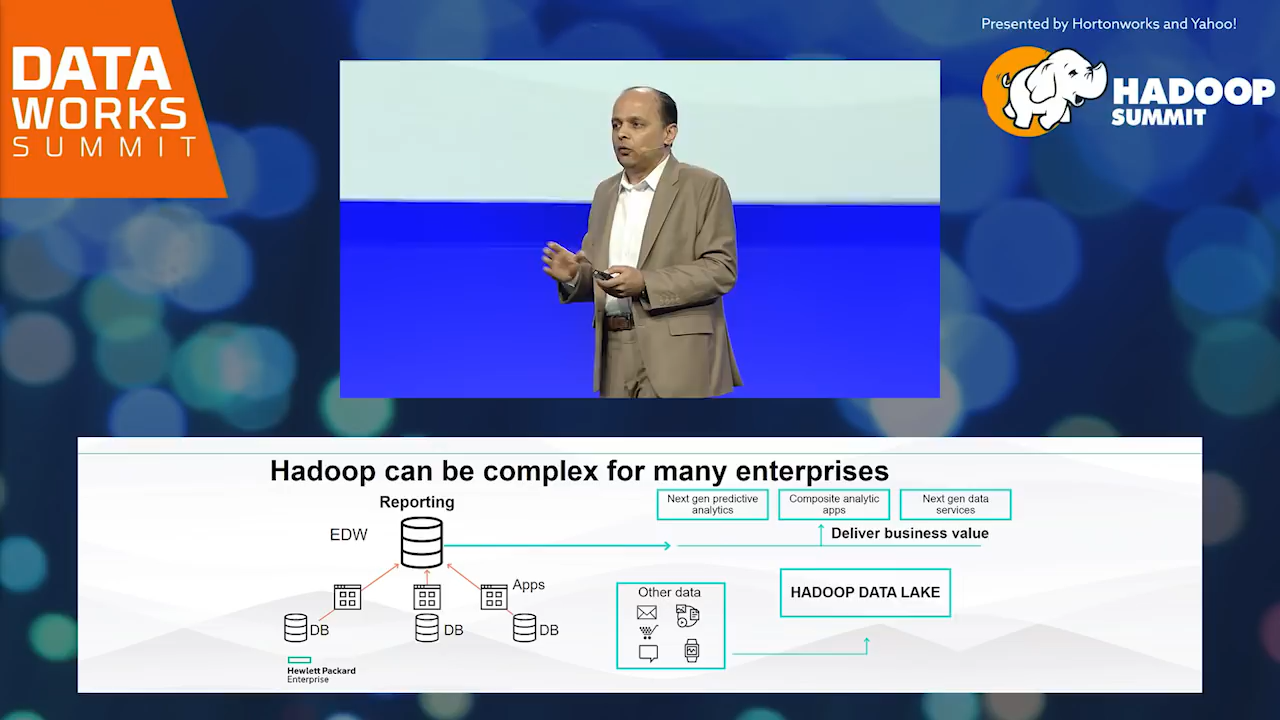 DATA
WORKS
SUMMIT
Presented by Hortonworks and Yahoo!
HADOOP
SUMMIT
Hadoop can be complex for many enterprises
Reporting
EDW
Apps
DB
DB
DB
Hewlett Packard
Enterprise
Next gen predictive
analytics
Composite analytic
apps
Next gen data
services
Deliver business value
Other data
HADOOP DATA LAKE